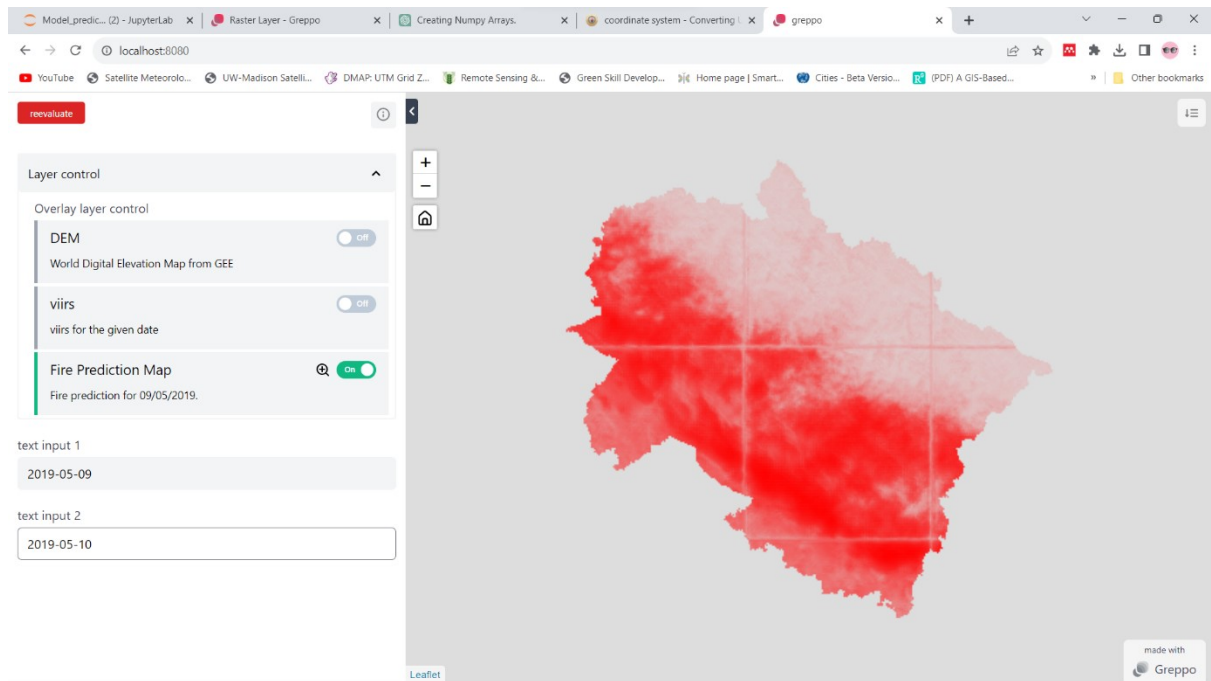 Model_predic... (2) - JupyterLab
Raster Layer - Greppo
Creating Numpy Arrays.
coordinate system - Converting
greppo
localhost:8080
YouTube
Satellite Meteorolo...
UW-Madison Satelli...
DMAP: UTM Grid Z...
Remote Sensing &...
Green Skill Develop...
Home page | Smart...
Cities - Beta Versio...
(PDF) A GIS-Based...
»
Other bookmarks
reevaluate
Layer control
Overlay layer control
DEM
Off
World Digital Elevation Map from GEE
viirs
Off
viirs for the given date
Fire Prediction Map
On
Fire prediction for 09/05/2019.
text input 1
2019-05-09
text input 2
2019-05-10
+
−
Leaflet
made with
Greppo